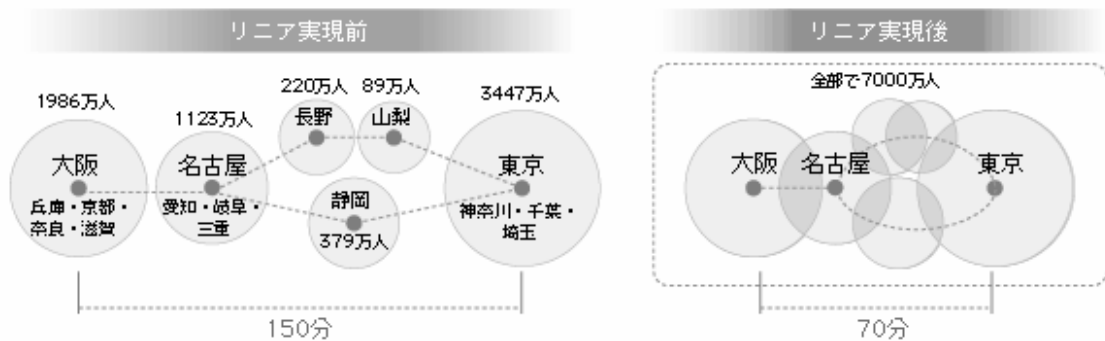 リニア実現前
1986万人
大阪
兵庫・京都・
奈良・滋賀
1123万人
名古屋
愛知・岐阜・
三重
220万人
長野
89万人
山梨
静岡
379万人
3447万人
東京
神奈川・千葉・
埼玉
150分
リニア実現後
全部で7000万人
大阪
名古屋
東京
70分